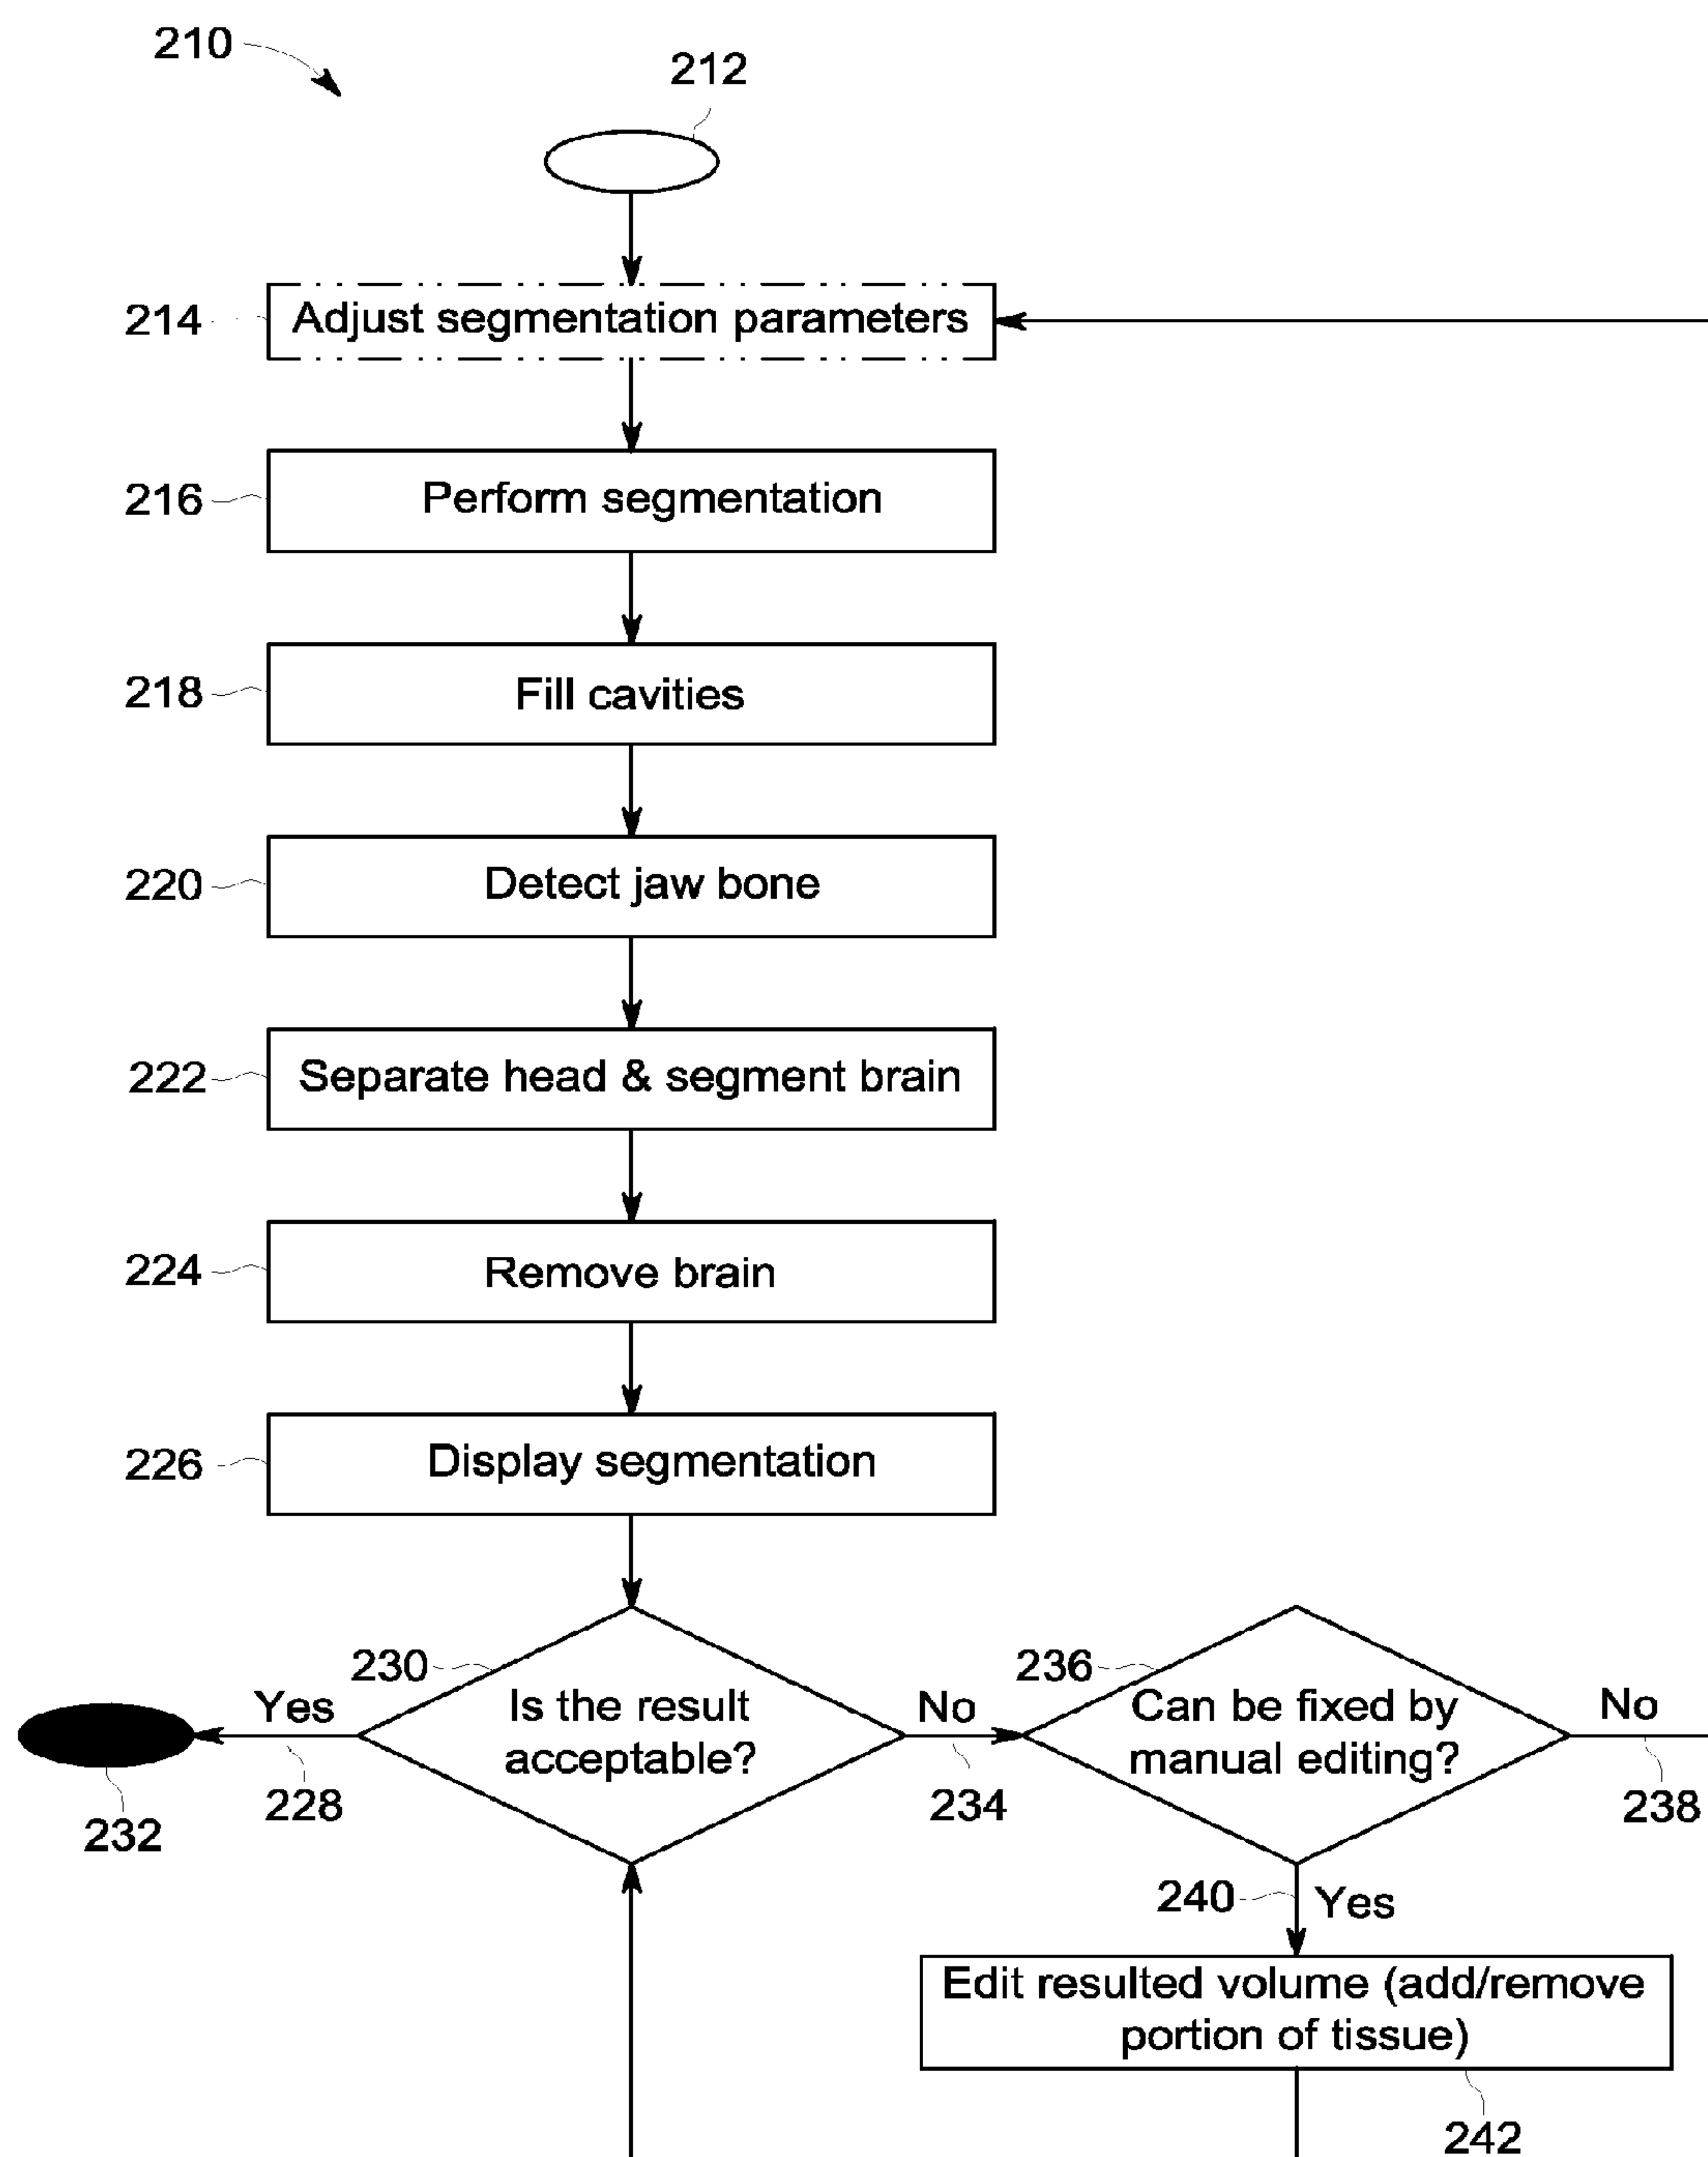 210
212
214
Adjust segmentation parameters
216
Perform segmentation
218
Fill cavities
220
Detect jaw bone
222
Separate head & segment brain
224
Remove brain
226
Display segmentation
230
Is the result
acceptable?
Yes
228
232
No
234
236
Can be fixed by
manual editing?
No
238
240
Yes
Edit resulted volume (add/remove
portion of tissue)
242